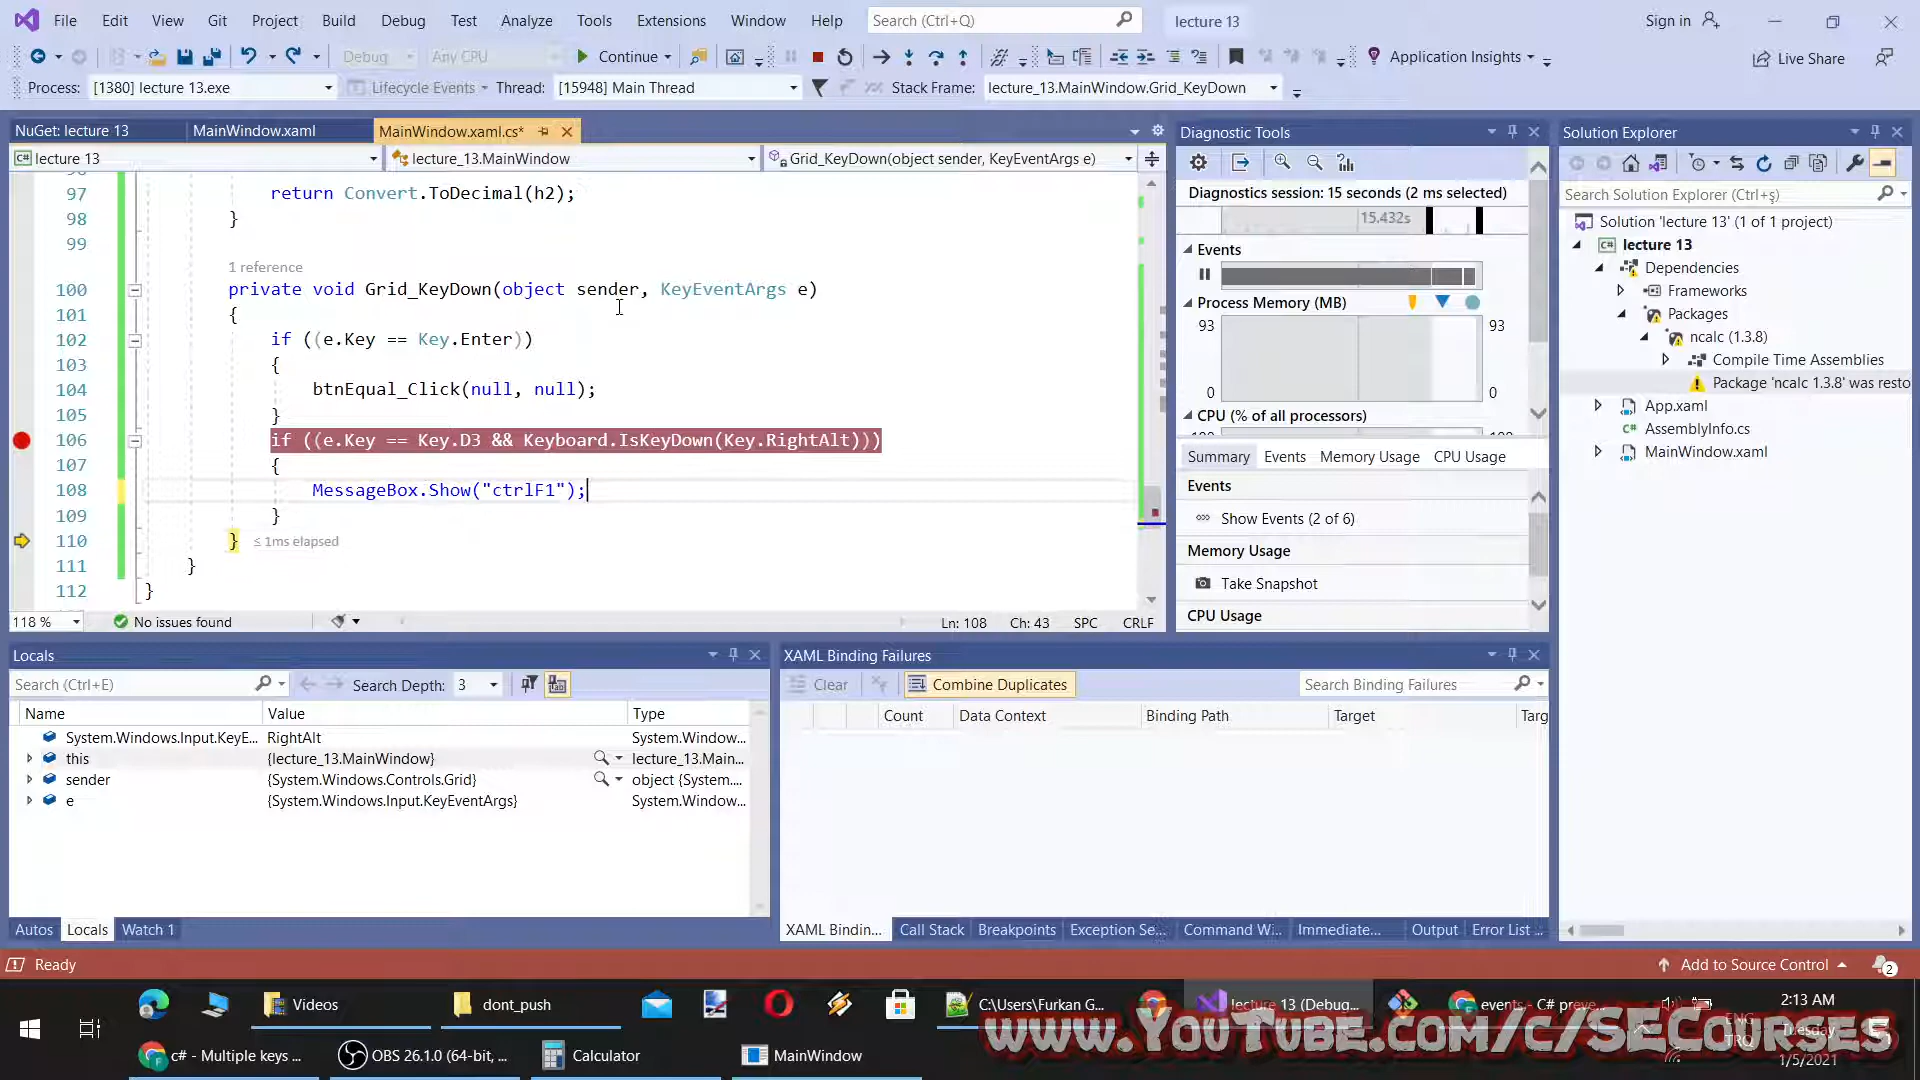 File Edit View Git Project Build Debug Test Analyze Tools Extensions Window Help Search (Ctrl+Q) lecture 13 Sign in
Debug Any CPU Continue Application Insights Live Share
Process: [1380] lecture 13.exe Lifecycle Events Thread: [15948] Main Thread Stack Frame: lecture_13.MainWindow.Grid_KeyDown
NuGet: lecture 13 MainWindow.xaml MainWindow.xaml.cs*
lecture 13 lecture_13.MainWindow Grid_KeyDown(object sender, KeyEventArgs e)
97 return Convert.ToDecimal(h2);
98 }
99
1 reference
100 private void Grid_KeyDown(object sender, KeyEventArgs e)
101 {
102 if ((e.Key == Key.Enter))
103 {
104 btnEqual_Click(null, null);
105 }
106 if ((e.Key == Key.D3 && Keyboard.IsKeyDown(Key.RightAlt)))
107 {
108 MessageBox.Show("ctrlF1");
109 }
110 } ≤ 1ms elapsed
111 }
112 }
118 % No issues found Ln: 108 Ch: 43 SPC CRLF
Diagnostic Tools
Diagnostics session: 15 seconds (2 ms selected)
15.432s
Events
Process Memory (MB)
93 93
0 0
CPU (% of all processors)
Summary Events Memory Usage CPU Usage
Events
Show Events (2 of 6)
Memory Usage
Take Snapshot
CPU Usage
Solution Explorer
Search Solution Explorer (Ctrl+ş)
Solution 'lecture 13' (1 of 1 project)
lecture 13
Dependencies
Frameworks
Packages
ncalc (1.3.8)
Compile Time Assemblies
Package 'ncalc 1.3.8' was resto
App.xaml
AssemblyInfo.cs
MainWindow.xaml
Locals
Search (Ctrl+E) Search Depth: 3
Name Value Type
System.Windows.Input.KeyE... RightAlt System.Window...
this {lecture_13.MainWindow} lecture_13.Main...
sender {System.Windows.Controls.Grid} object {System....
e {System.Windows.Input.KeyEventArgs} System.Window...
Autos Locals Watch 1
XAML Binding Failures
Clear Combine Duplicates Search Binding Failures
Count Data Context Binding Path Target Targ
XAML Bindin... Call Stack Breakpoints Exception Se... Command Wi... Immediate... Output Error List ...
Ready Add to Source Control 2
Videos dont_push C:\Users\Furkan G... lecture 13 (Debug... events - C# preve... 2:13 AM
www.YouTube.com/c/SECourses
ENG Tuesday
TRQ
c# - Multiple keys ... OBS 26.1.0 (64-bit, ... Calculator MainWindow 1/5/2021